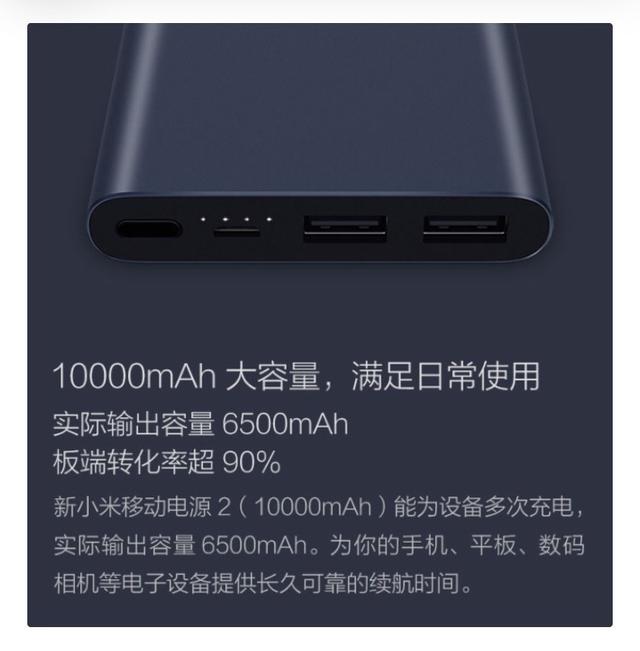 10000mAh 大容量，满足日常使用
实际输出容量 6500mAh
板端转化率超 90%
新小米移动电源 2（10000mAh）能为设备多次充电，
实际输出容量 6500mAh。为你的手机、平板、数码
相机等电子设备提供长久可靠的续航时间。